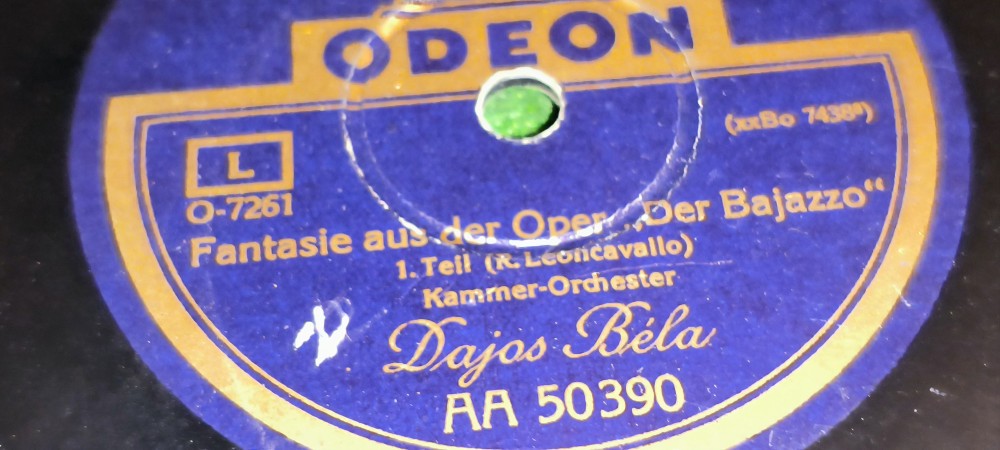 ODEON
(xxBo 7438²)
L
O-7261
Fantasie aus der Oper „Der Bajazzo“
1. Teil (R. Leoncavallo)
Kammer-Orchester
Dajos Béla
AA 50390